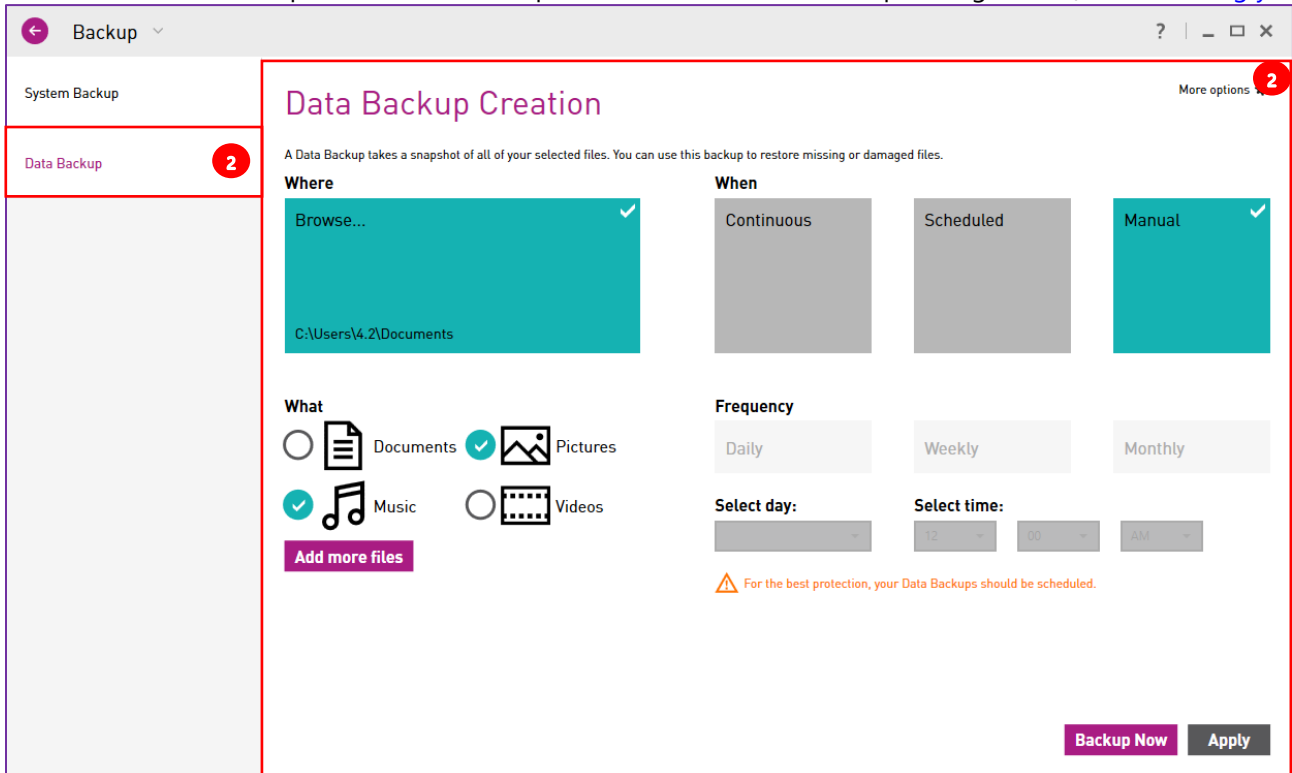 Backup ?
System Backup
Data Backup 2
More options 2
Data Backup Creation
A Data Backup takes a snapshot of all of your selected files. You can use this backup to restore missing or damaged files.
Where
Browse...
C:\Users\4.2\Documents
When
Continuous Scheduled Manual
What
Documents Pictures
Music Videos
Add more files
Frequency
Daily Weekly Monthly
Select day: Select time:
12 00 AM
For the best protection, your Data Backups should be scheduled.
Backup Now Apply